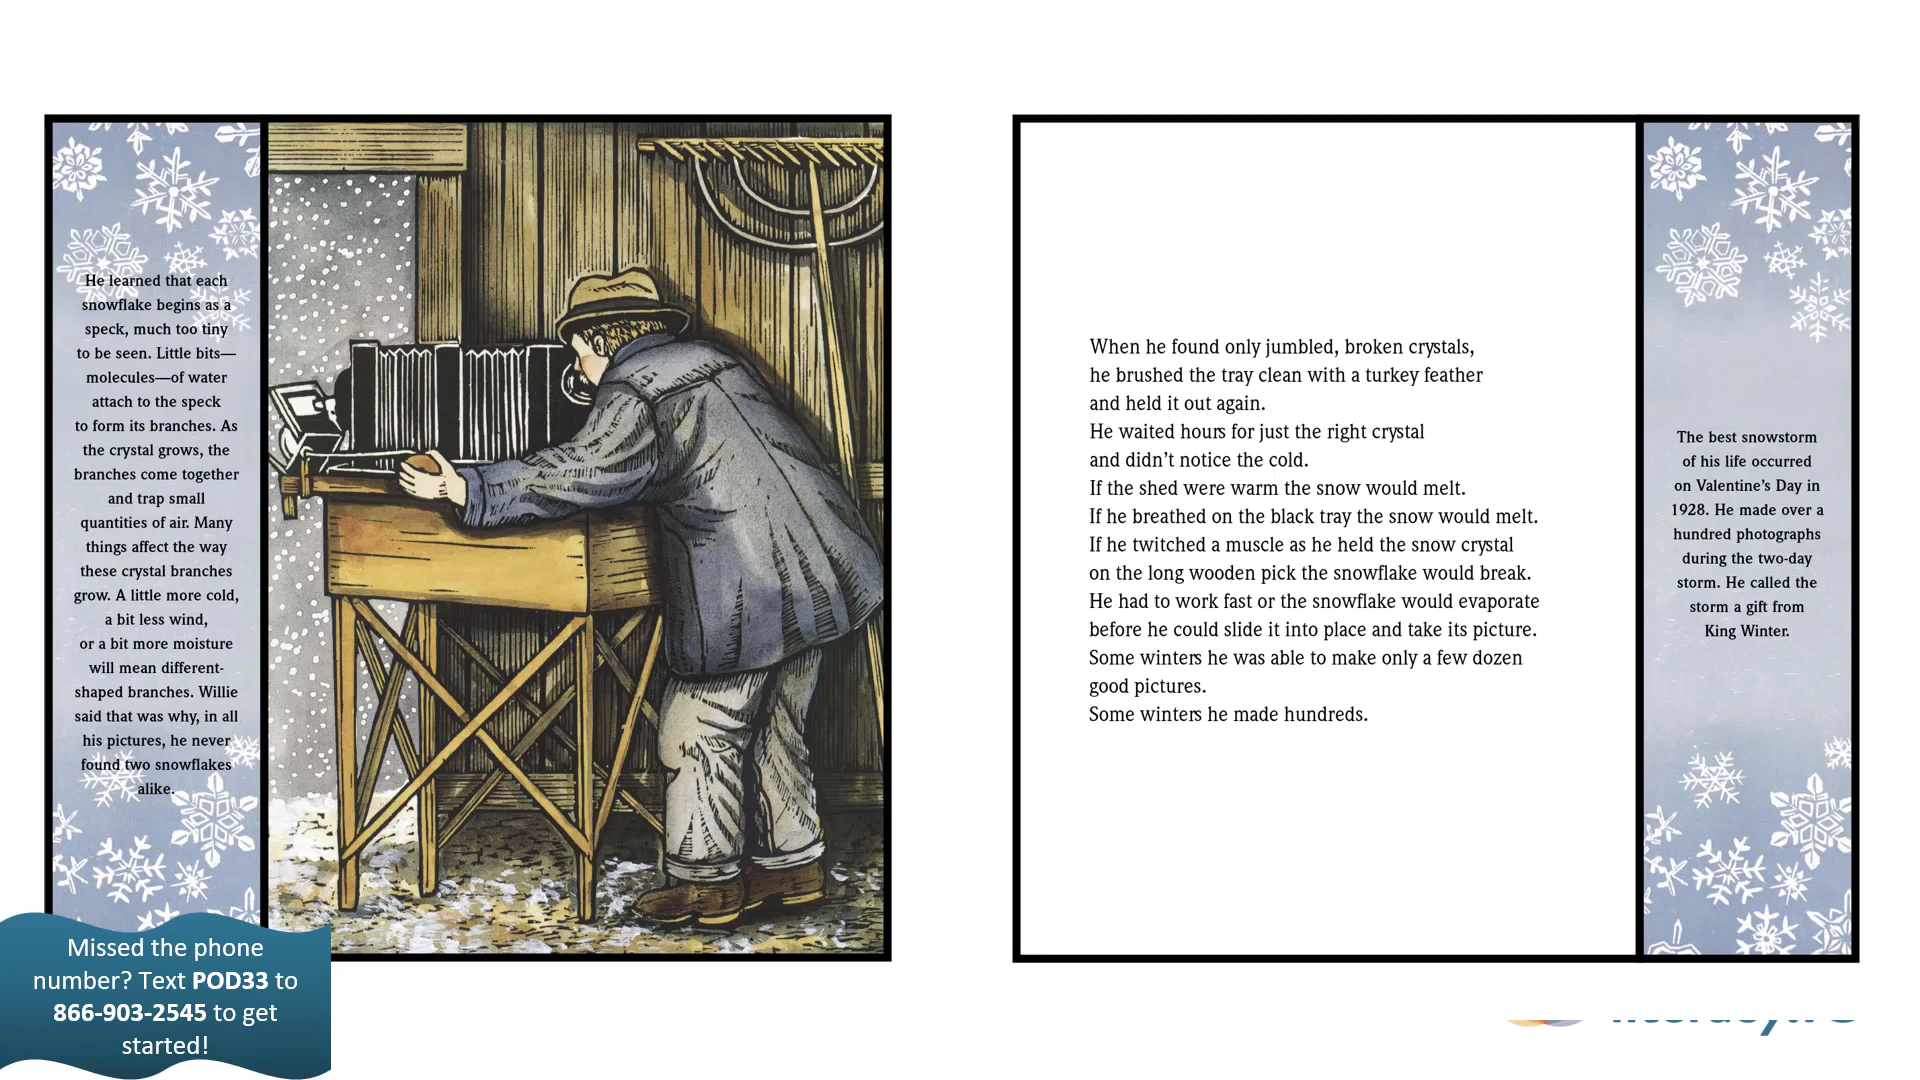 He learned that each
snowflake begins as a
speck, much too tiny
to be seen. Little bits—
molecules—of water
attach to the speck
to form its branches. As
the crystal grows, the
branches come together
and trap small
quantities of air. Many
things affect the way
these crystal branches
grow. A little more cold,
a bit less wind,
or a bit more moisture
will mean different-
shaped branches. Willie
said that was why, in all
his pictures, he never
found two snowflakes
alike.
When he found only jumbled, broken crystals,
he brushed the tray clean with a turkey feather
and held it out again.
He waited hours for just the right crystal
and didn’t notice the cold.
If the shed were warm the snow would melt.
If he breathed on the black tray the snow would melt.
If he twitched a muscle as he held the snow crystal
on the long wooden pick the snowflake would break.
He had to work fast or the snowflake would evaporate
before he could slide it into place and take its picture.
Some winters he was able to make only a few dozen
good pictures.
Some winters he made hundreds.
The best snowstorm
of his life occurred
on Valentine’s Day in
1928. He made over a
hundred photographs
during the two-day
storm. He called the
storm a gift from
King Winter.
Missed the phone
number? Text POD33 to
866-903-2545 to get
started!